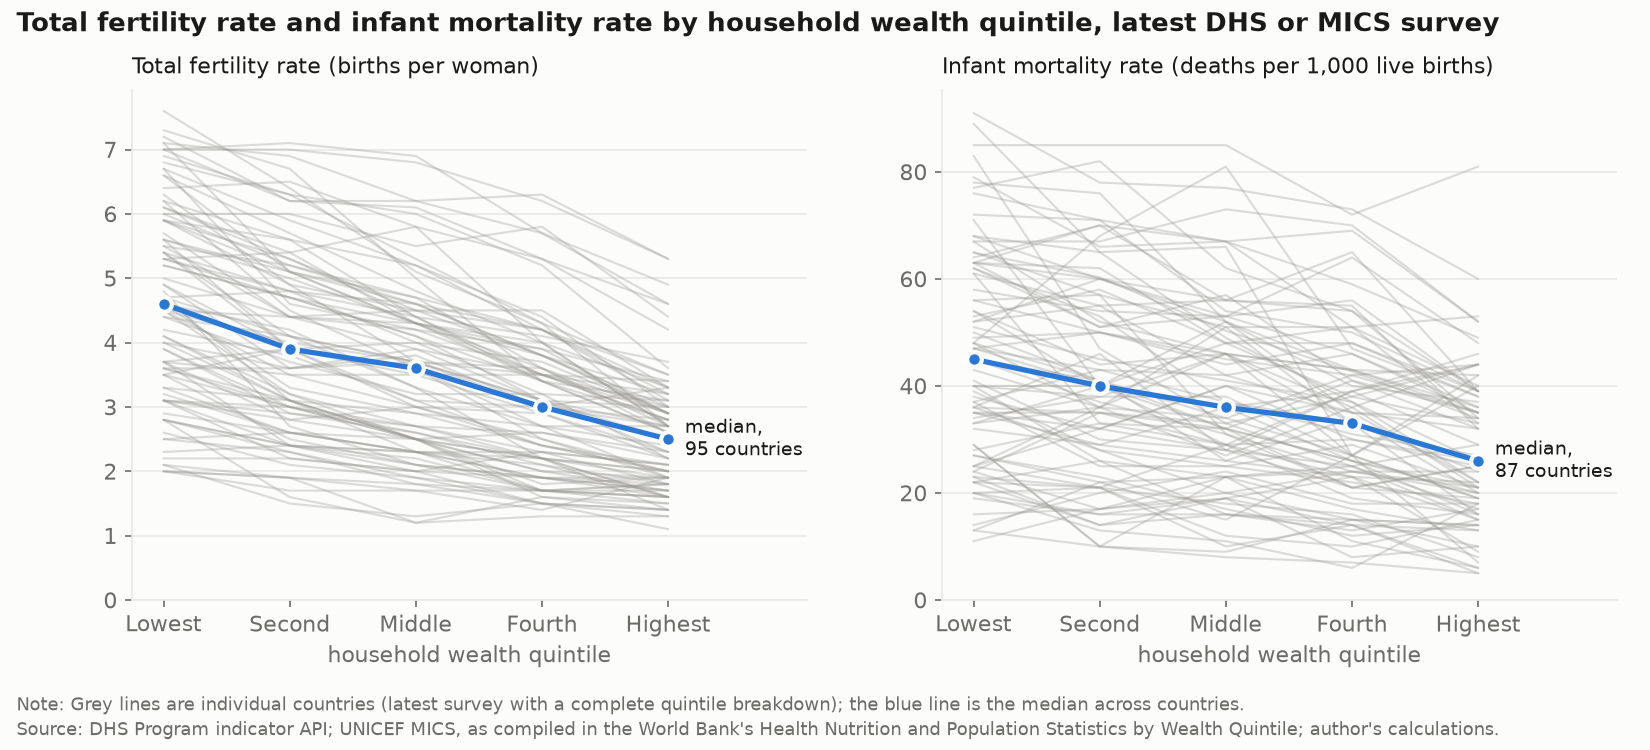 Total fertility rate and infant mortality rate by household wealth quintile, latest DHS or MICS survey
Total fertility rate (births per woman)
7
6
5
4
3
2
1
0
median,
95 countries
Lowest Second Middle Fourth Highest
household wealth quintile
Infant mortality rate (deaths per 1,000 live births)
80
60
40
20
0
median,
87 countries
Lowest Second Middle Fourth Highest
household wealth quintile
Note: Grey lines are individual countries (latest survey with a complete quintile breakdown); the blue line is the median across countries.
Source: DHS Program indicator API; UNICEF MICS, as compiled in the World Bank's Health Nutrition and Population Statistics by Wealth Quintile; author's calculations.